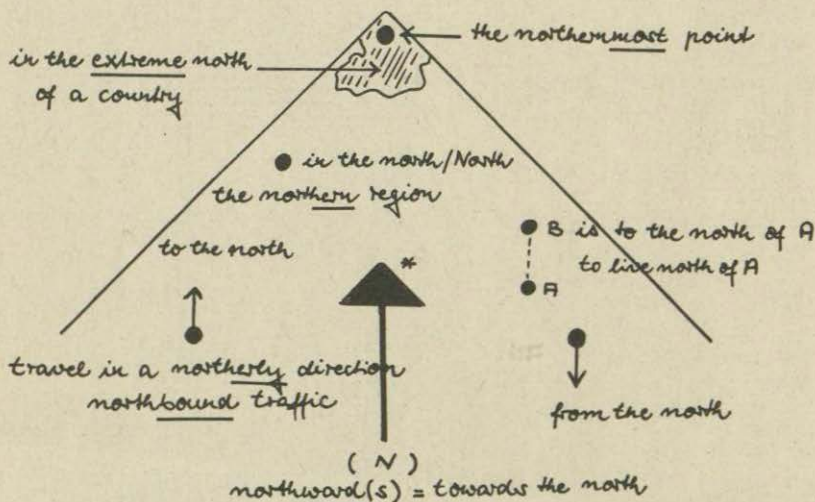 the northernmost point
in the extreme north
of a country
in the north/North
the northern region
to the north
B is to the north of A
to live north of A
A
*
travel in a northerly direction
northbound traffic
from the north
(N)
northward(s) = towards the north